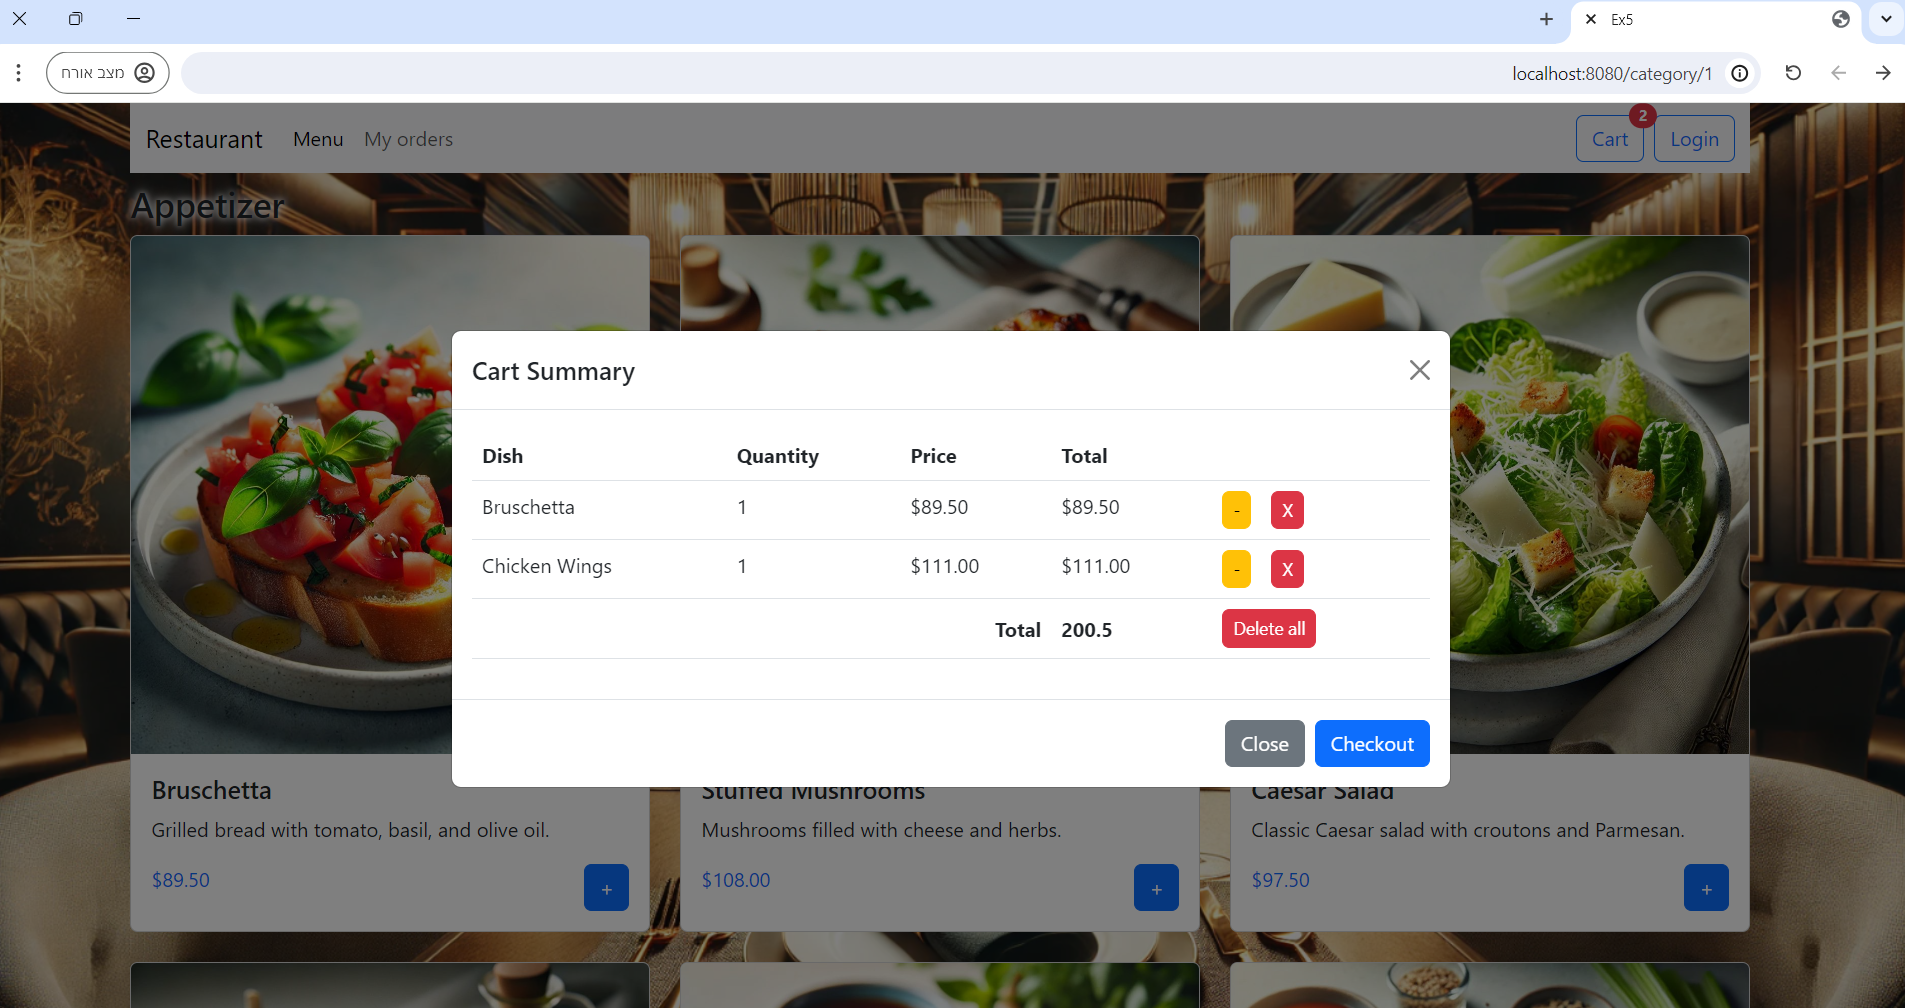 Ex5
מצב אורח
localhost:8080/category/1
Restaurant Menu My orders Cart 2 Login
Appetizer
Cart Summary
Dish Quantity Price Total
Bruschetta 1 $89.50 $89.50 - X
Chicken Wings 1 $111.00 $111.00 - X
Total 200.5 Delete all
Close Checkout
Bruschetta
Grilled bread with tomato, basil, and olive oil.
$89.50 +
Stuffed Mushrooms
Mushrooms filled with cheese and herbs.
$108.00 +
Caesar Salad
Classic Caesar salad with croutons and Parmesan.
$97.50 +